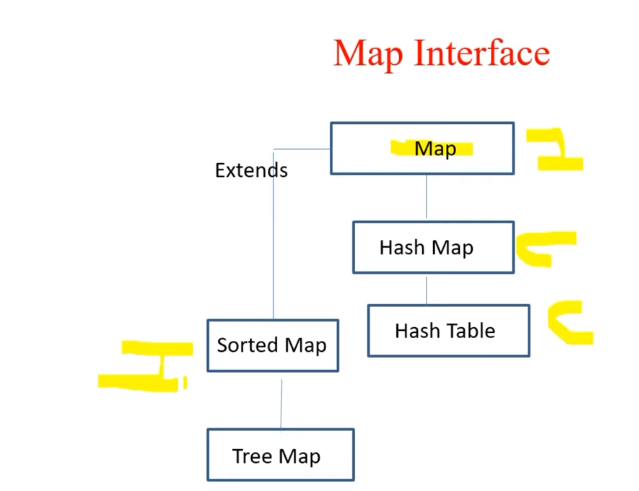 Map Interface
Map
I
Extends
Hash Map
C
Hash Table
C
Sorted Map
I
Tree Map